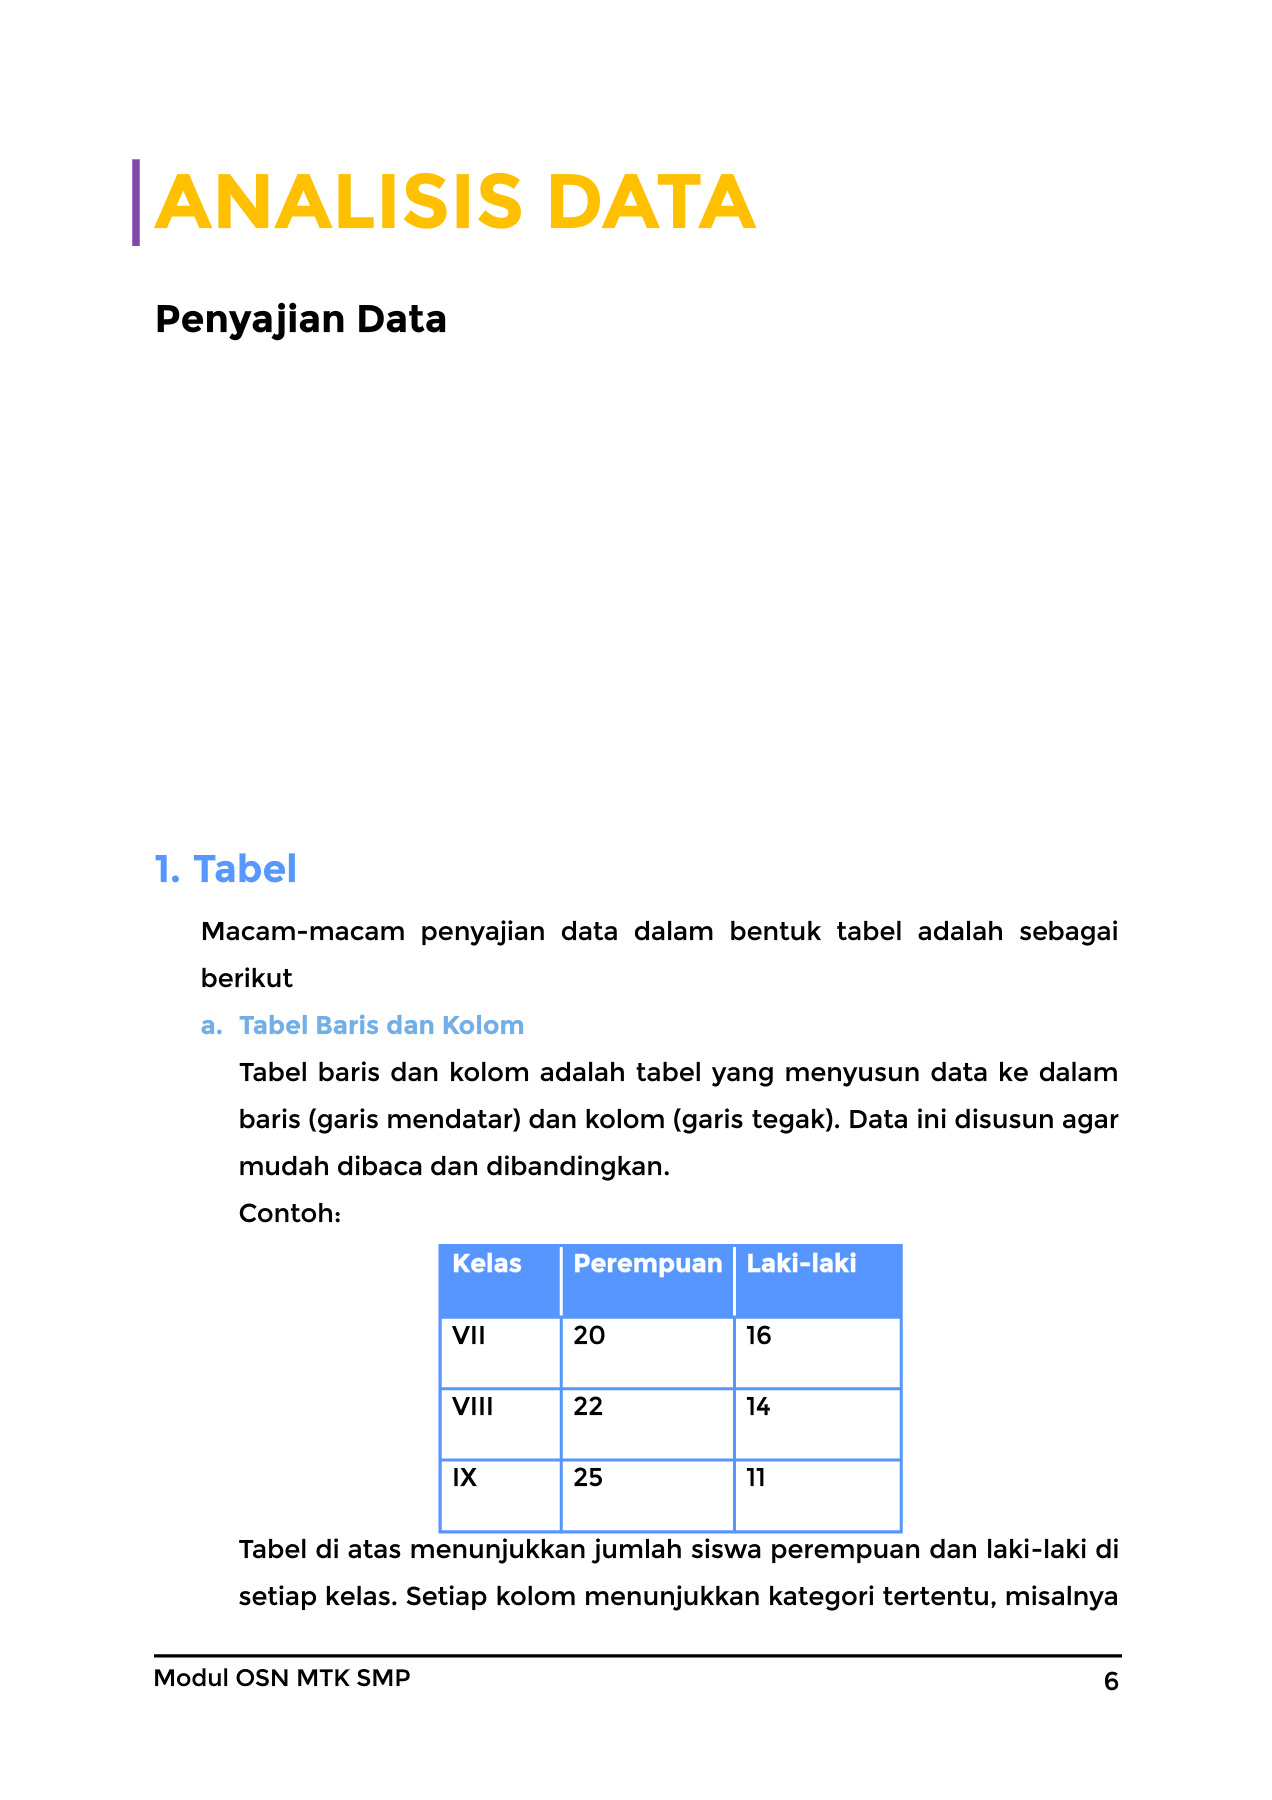 ANALISIS DATA
Penyajian Data
1. Tabel
Macam-macam penyajian data dalam bentuk tabel adalah sebagai
berikut
a. Tabel Baris dan Kolom
Tabel baris dan kolom adalah tabel yang menyusun data ke dalam
baris (garis mendatar) dan kolom (garis tegak). Data ini disusun agar
mudah dibaca dan dibandingkan.
Contoh:
Kelas Perempuan Laki-laki
VII 20 16
VIII 22 14
IX 25 11
Tabel di atas menunjukkan jumlah siswa perempuan dan laki-laki di
setiap kelas. Setiap kolom menunjukkan kategori tertentu, misalnya
Modul OSN MTK SMP 6